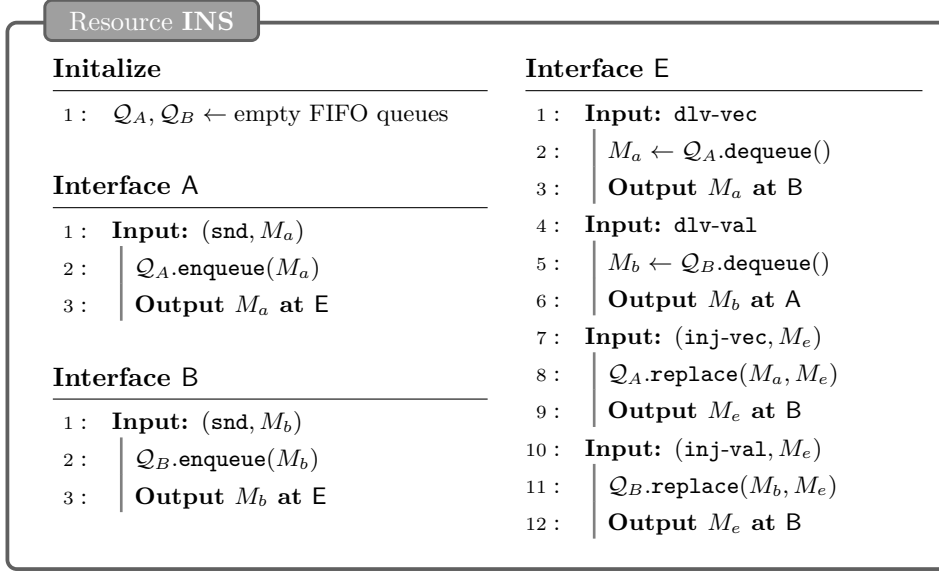 Resource INS
Initalize
1 : 𝒬_A, 𝒬_B ← empty FIFO queues
Interface A
1 : Input: (snd, M_a)
2 : 𝒬_A.enqueue(M_a)
3 : Output M_a at E
Interface B
1 : Input: (snd, M_b)
2 : 𝒬_B.enqueue(M_b)
3 : Output M_b at E
Interface E
1 : Input: dlv-vec
2 : M_a ← 𝒬_A.dequeue()
3 : Output M_a at B
4 : Input: dlv-val
5 : M_b ← 𝒬_B.dequeue()
6 : Output M_b at A
7 : Input: (inj-vec, M_e)
8 : 𝒬_A.replace(M_a, M_e)
9 : Output M_e at B
10 : Input: (inj-val, M_e)
11 : 𝒬_B.replace(M_b, M_e)
12 : Output M_e at B